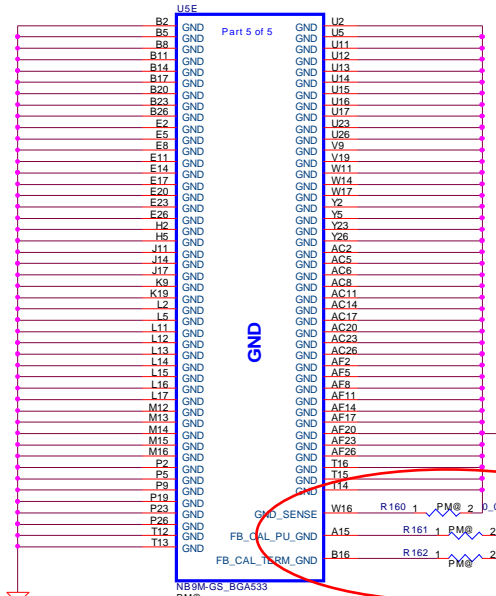 U5E
Part 5 of 5
B2 GND GND U2
B5 GND GND U5
B8 GND GND U11
B11 GND GND U12
B14 GND GND U13
B17 GND GND U14
B20 GND GND U15
B23 GND GND U16
B26 GND GND U17
E2 GND GND U23
E5 GND GND U26
E8 GND GND V9
E11 GND GND V19
E14 GND GND W11
E17 GND GND W14
E20 GND GND W17
E23 GND GND Y2
E26 GND GND Y5
H2 GND GND Y23
H5 GND GND Y26
J11 GND GND AC2
J14 GND GND AC5
J17 GND GND AC6
K9 GND GND AC8
K19 GND GND AC11
L2 GND GND AC14
L5 GND GND AC17
L11 GND GND AC20
L12 GND GND AC23
L13 GND GND AC26
L14 GND GND AF2
L15 GND GND AF5
L16 GND GND AF8
L17 GND GND AF11
M12 GND GND AF14
M13 GND GND AF17
M14 GND GND AF20
M15 GND GND AF23
M16 GND GND AF26
P2 GND GND T16
P5 GND GND T15
P9 GND GND T14
P19 GND
P23 GND GND_SENSE W16 R160 1 PM@ 2
P26 GND
T12 GND FB_CAL_PU_GND A15 R161 1 PM@ 2
T13 GND
FB_CAL_TERM_GND B16 R162 1 PM@ 2
GND
NB9M-GS_BGA533
PM@